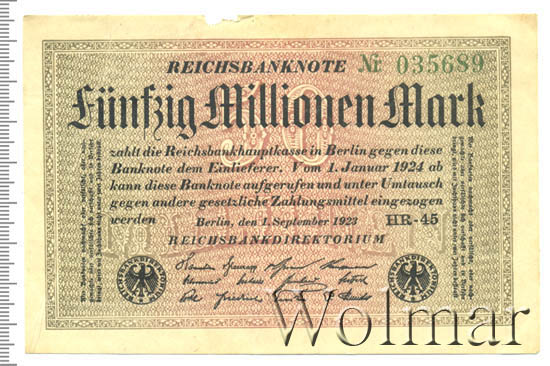 REICHSBANKNOTE № 035689
Fünfzig Millionen Mark
50
zahlt die Reichsbankhauptkasse in Berlin gegen diese
Banknote dem Einlieferer. Vom 1. Januar 1924 ab
kann diese Banknote aufgerufen und unter Umtausch
gegen andere gesetzliche Zahlungsmittel eingezogen
werden Berlin, den 1. September 1923 HR-45
REICHSBANKDIREKTORIUM
Wolmar